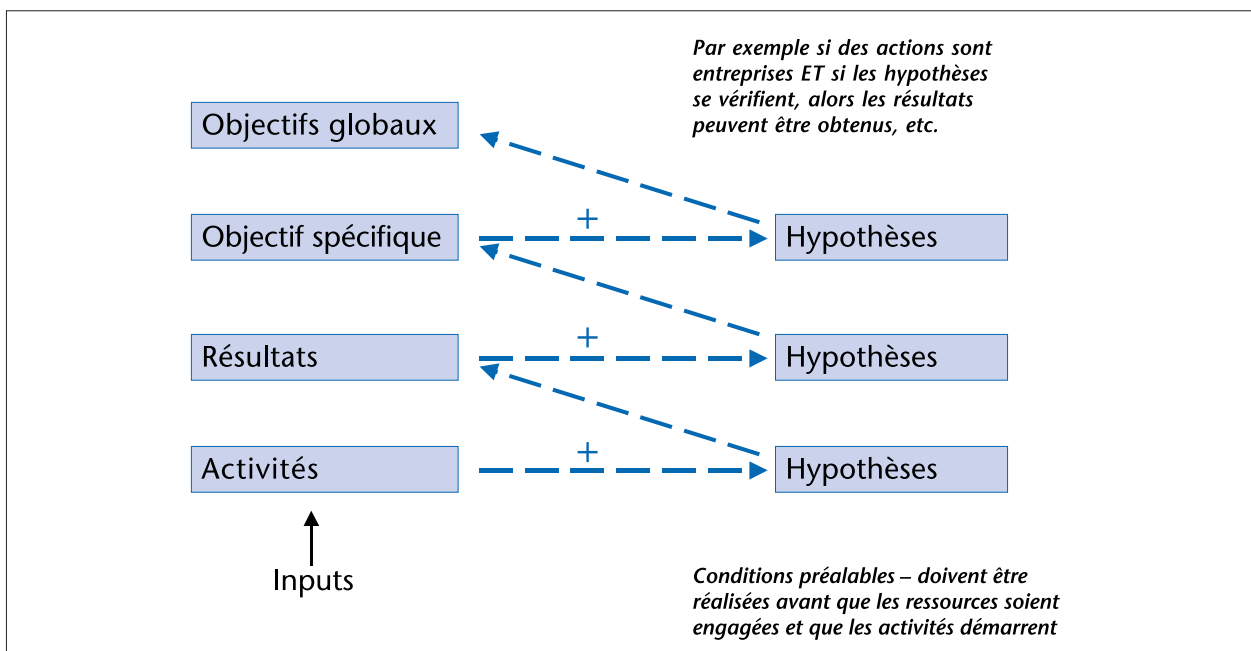 Par exemple si des actions sont
entreprises ET si les hypothèses
se vérifient, alors les résultats
peuvent être obtenus, etc.
Objectifs globaux
+
Objectif spécifique
Hypothèses
+
Résultats
Hypothèses
+
Activités
Hypothèses
Inputs
Conditions préalables – doivent être
réalisées avant que les ressources soient
engagées et que les activités démarrent